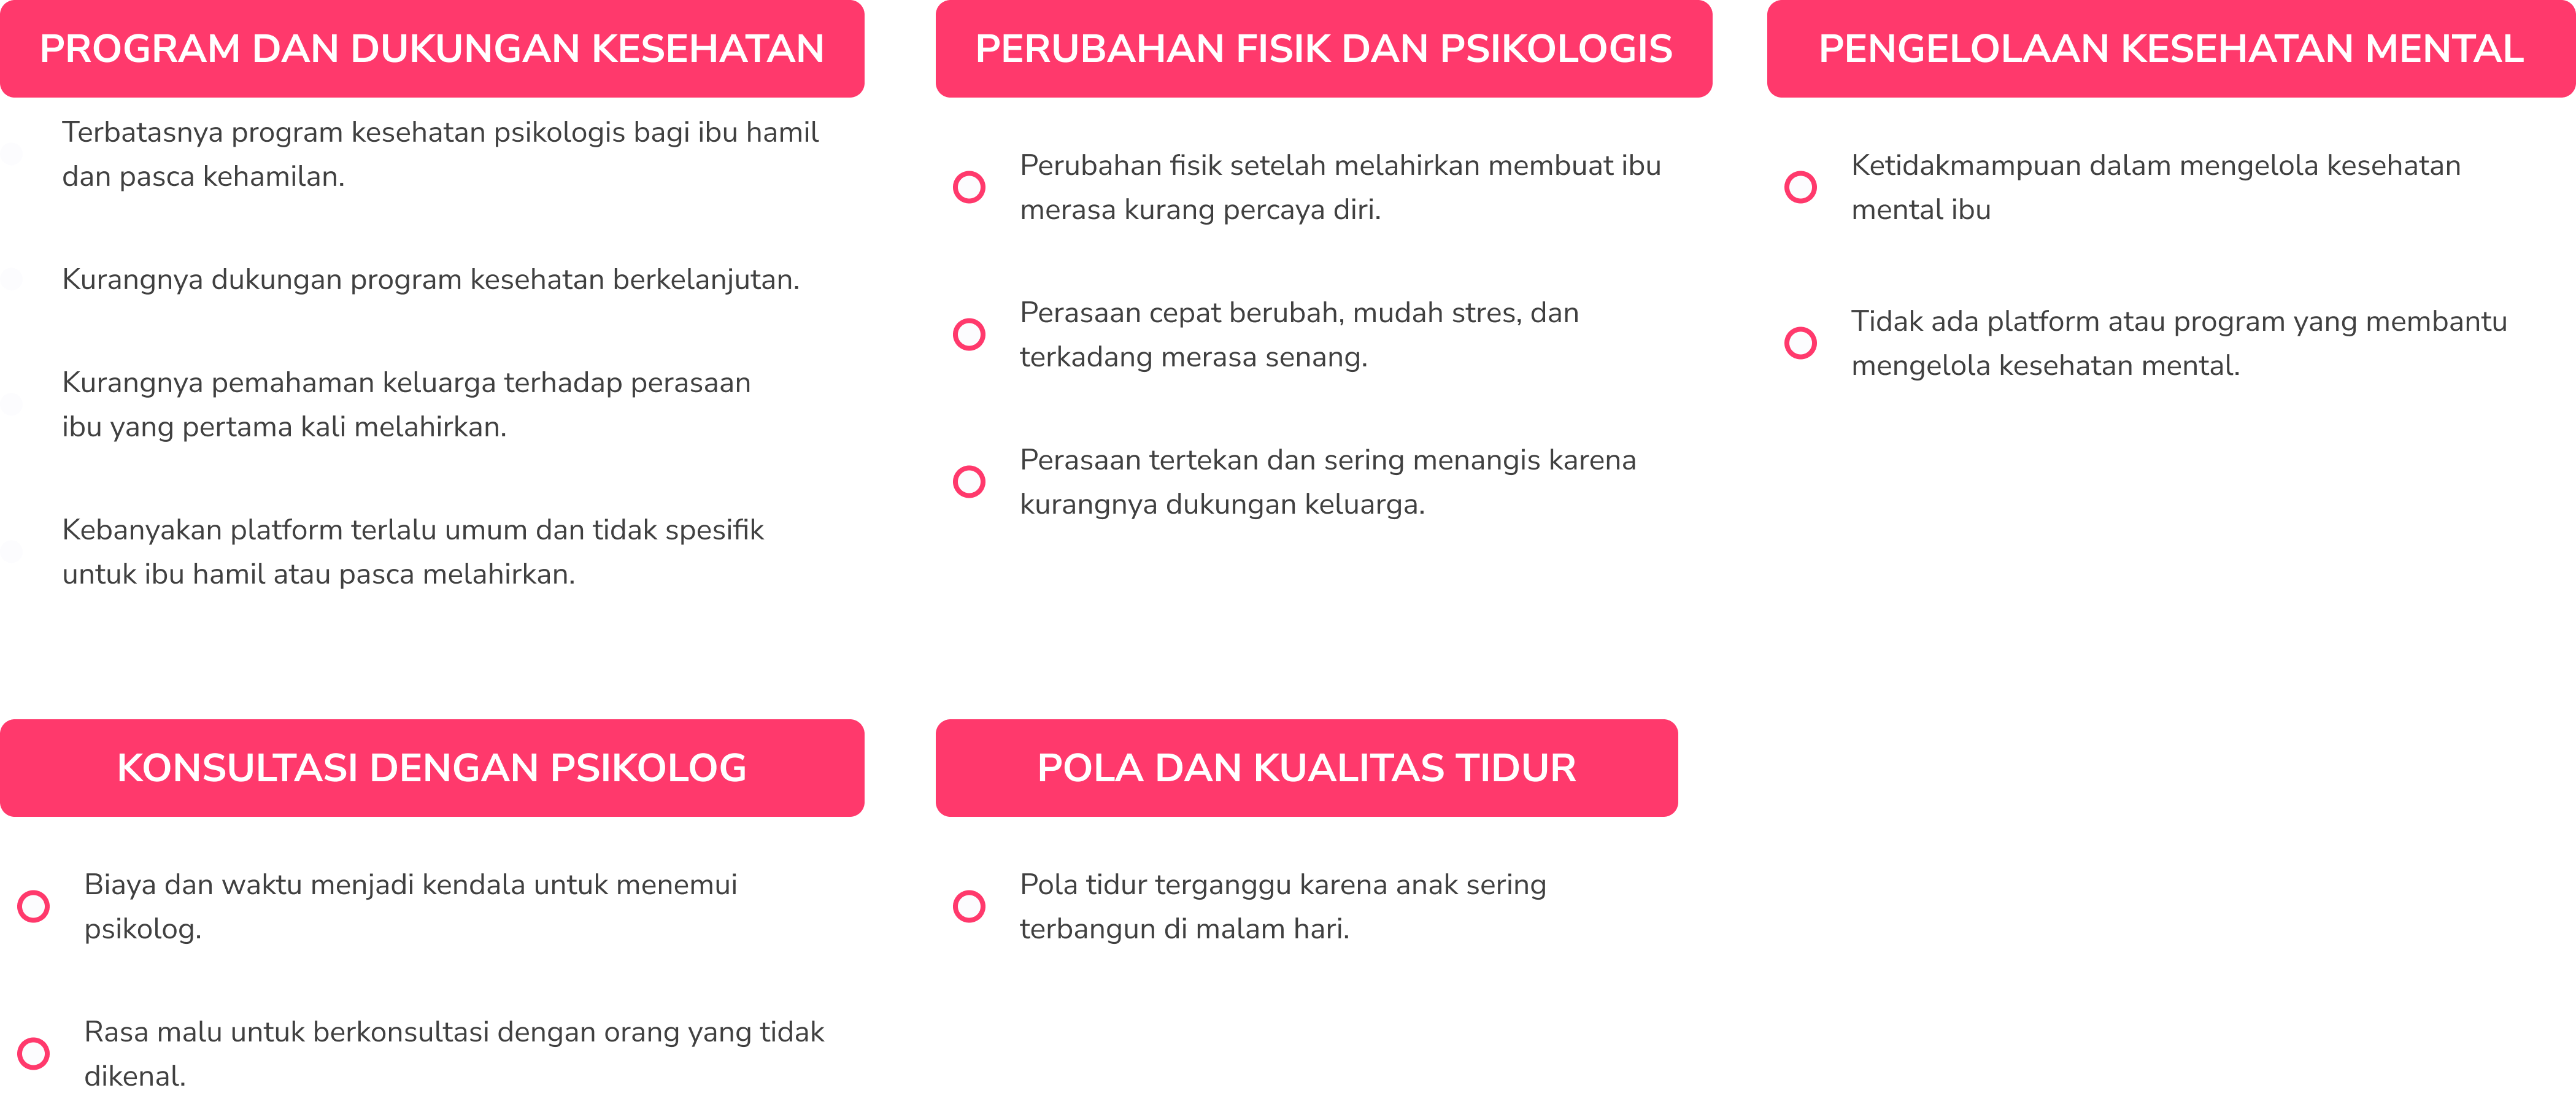 PROGRAM DAN DUKUNGAN KESEHATAN
Terbatasnya program kesehatan psikologis bagi ibu hamil
dan pasca kehamilan.
Kurangnya dukungan program kesehatan berkelanjutan.
Kurangnya pemahaman keluarga terhadap perasaan
ibu yang pertama kali melahirkan.
Kebanyakan platform terlalu umum dan tidak spesifik
untuk ibu hamil atau pasca melahirkan.
PERUBAHAN FISIK DAN PSIKOLOGIS
Perubahan fisik setelah melahirkan membuat ibu
merasa kurang percaya diri.
Perasaan cepat berubah, mudah stres, dan
terkadang merasa senang.
Perasaan tertekan dan sering menangis karena
kurangnya dukungan keluarga.
PENGELOLAAN KESEHATAN MENTAL
Ketidakmampuan dalam mengelola kesehatan
mental ibu
Tidak ada platform atau program yang membantu
mengelola kesehatan mental.
KONSULTASI DENGAN PSIKOLOG
Biaya dan waktu menjadi kendala untuk menemui
psikolog.
Rasa malu untuk berkonsultasi dengan orang yang tidak
dikenal.
POLA DAN KUALITAS TIDUR
Pola tidur terganggu karena anak sering
terbangun di malam hari.